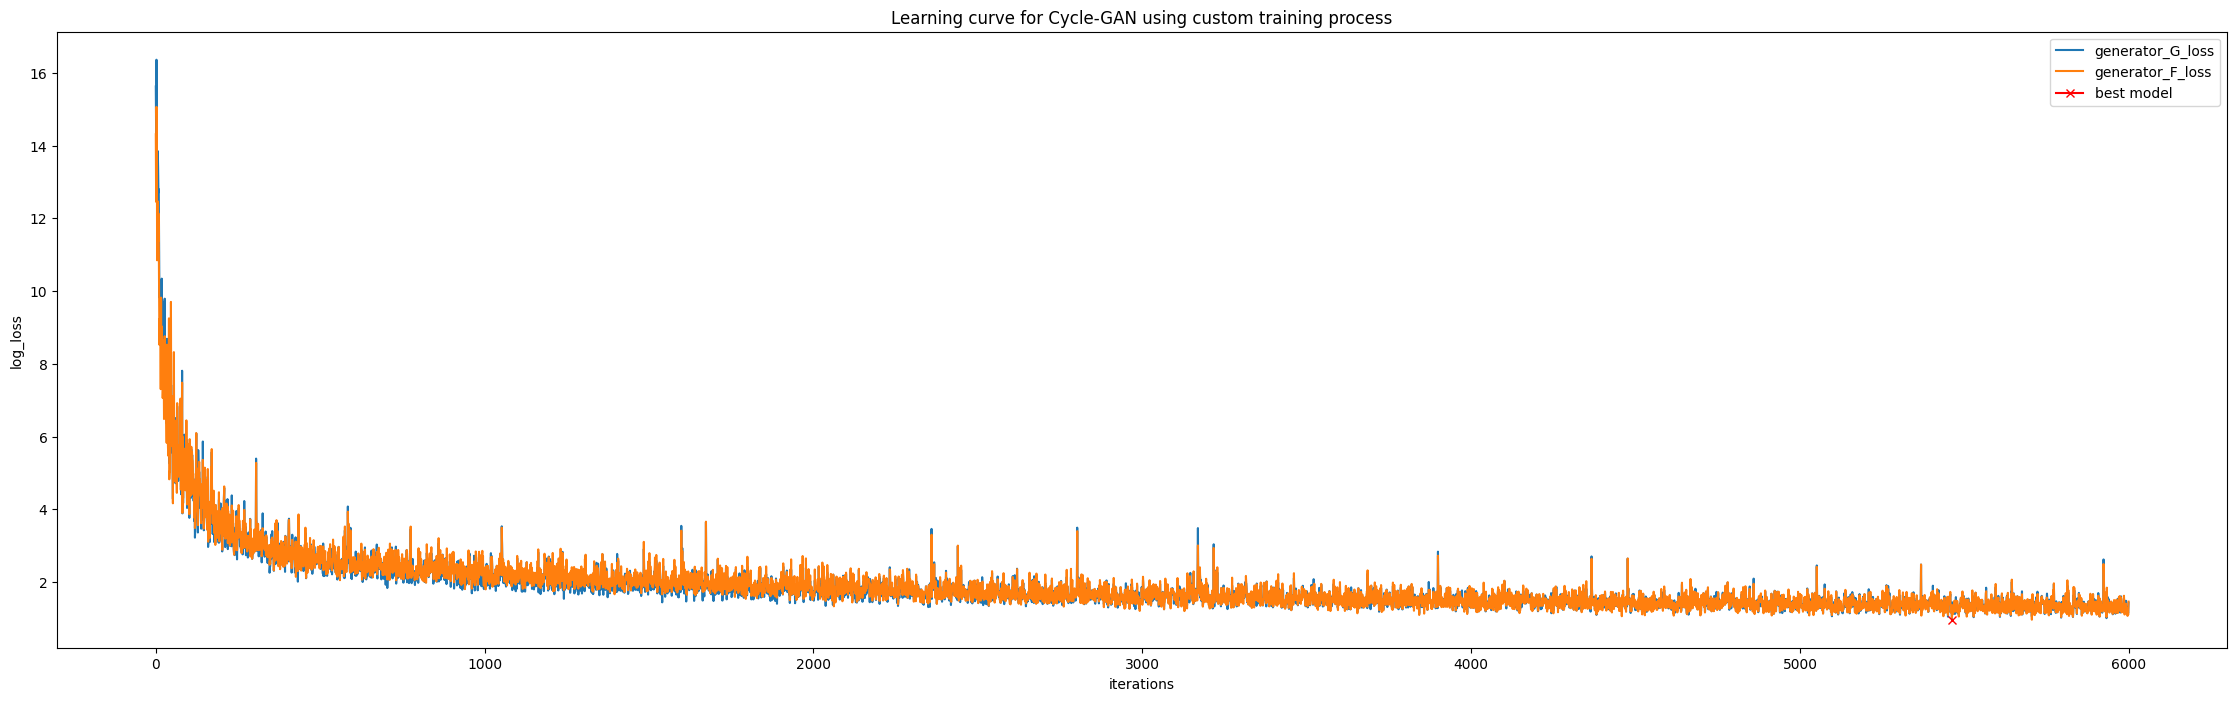 Learning curve for Cycle-GAN using custom training process
generator_G_loss
generator_F_loss
best model
16
14
12
10
8
6
4
2
log_loss
0 1000 2000 3000 4000 5000 6000
iterations